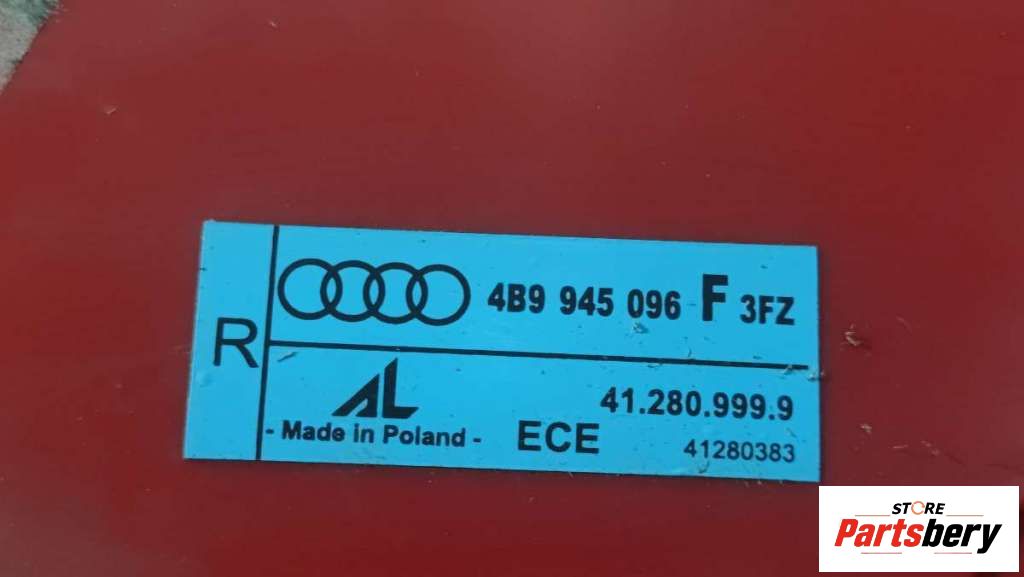 R
4B9 945 096 F 3FZ
AL
41.280.999.9
- Made in Poland - ECE
41280383
STORE
Partsbery